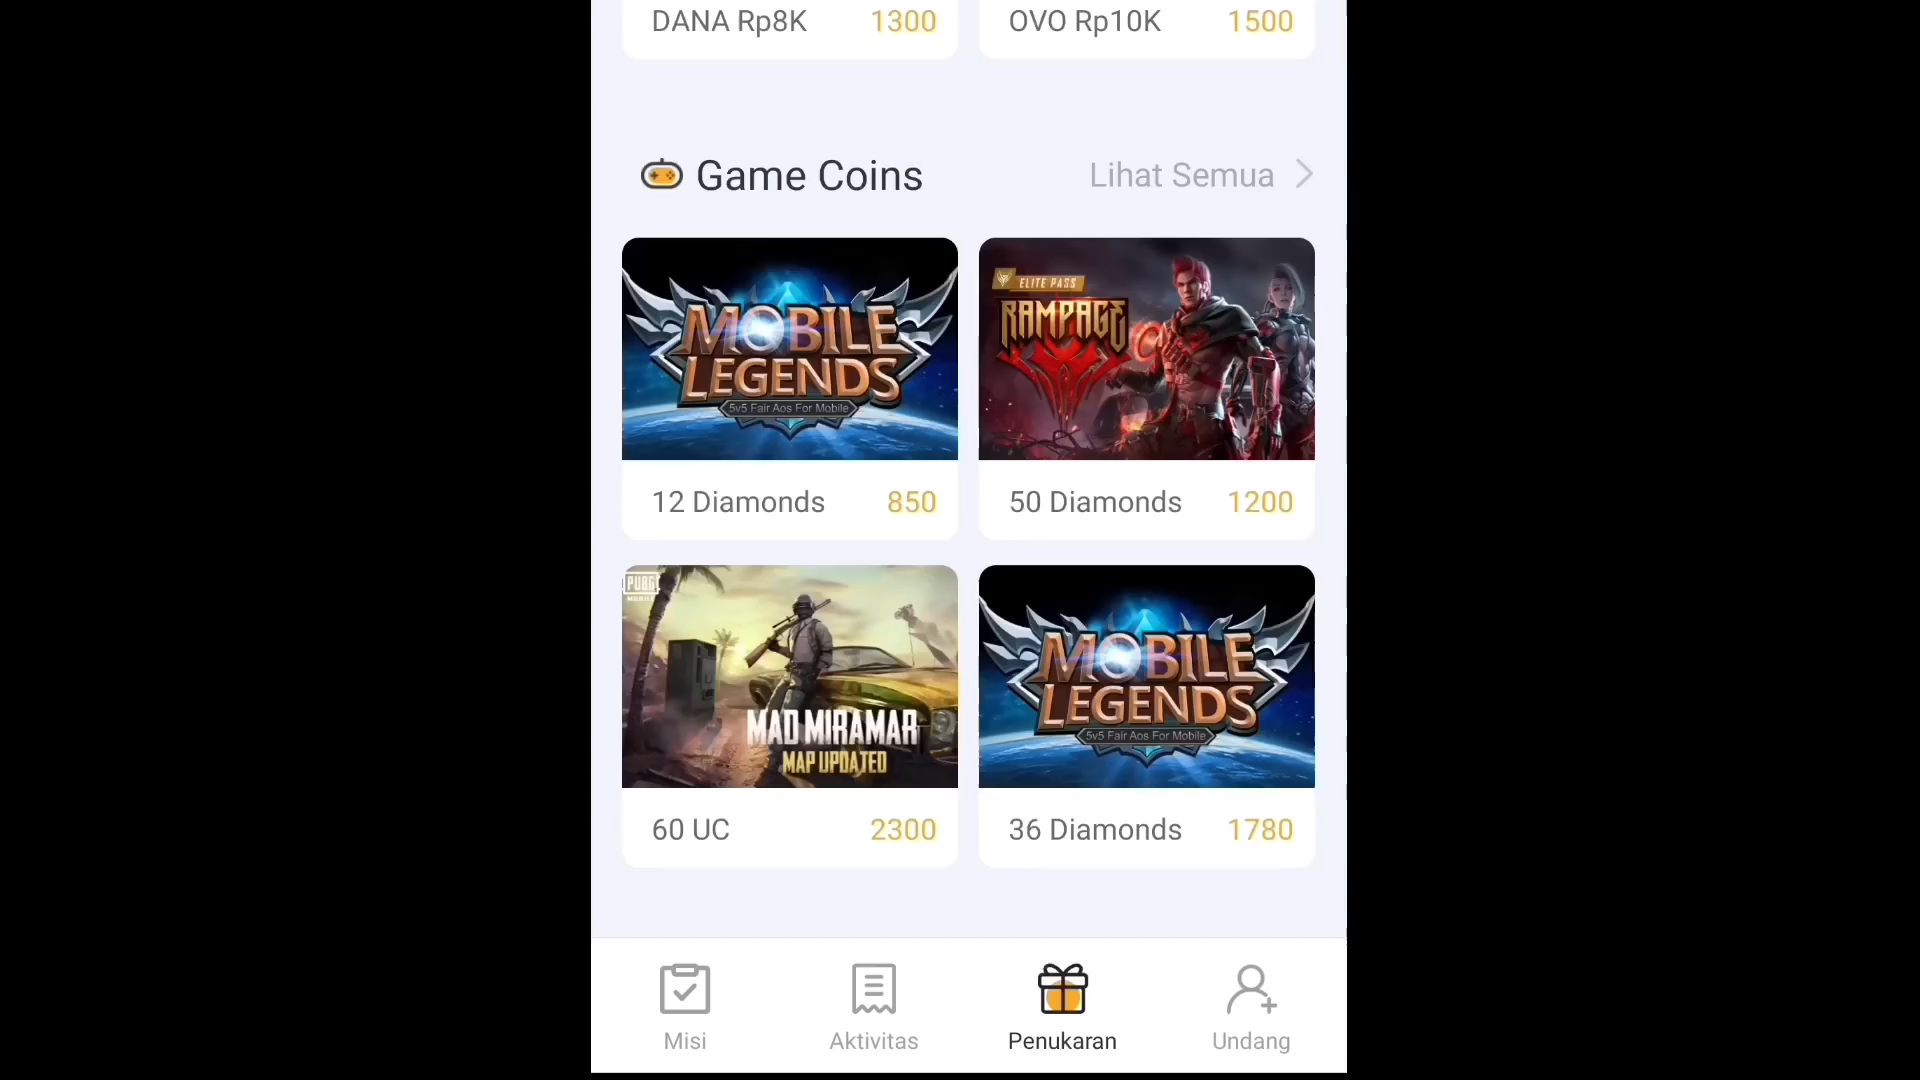 DANA Rp8K 1300
OVO Rp10K 1500
Game Coins
Lihat Semua
MOBILE
LEGENDS
5v5 Fair Aos For Mobile
12 Diamonds 850
ELITE PASS
RAMPAGE
50 Diamonds 1200
PUBG
MOBILE
MAD MIRAMAR
MAP UPDATED
60 UC 2300
MOBILE
LEGENDS
5v5 Fair Aos For Mobile
36 Diamonds 1780
Misi
Aktivitas
Penukaran
Undang